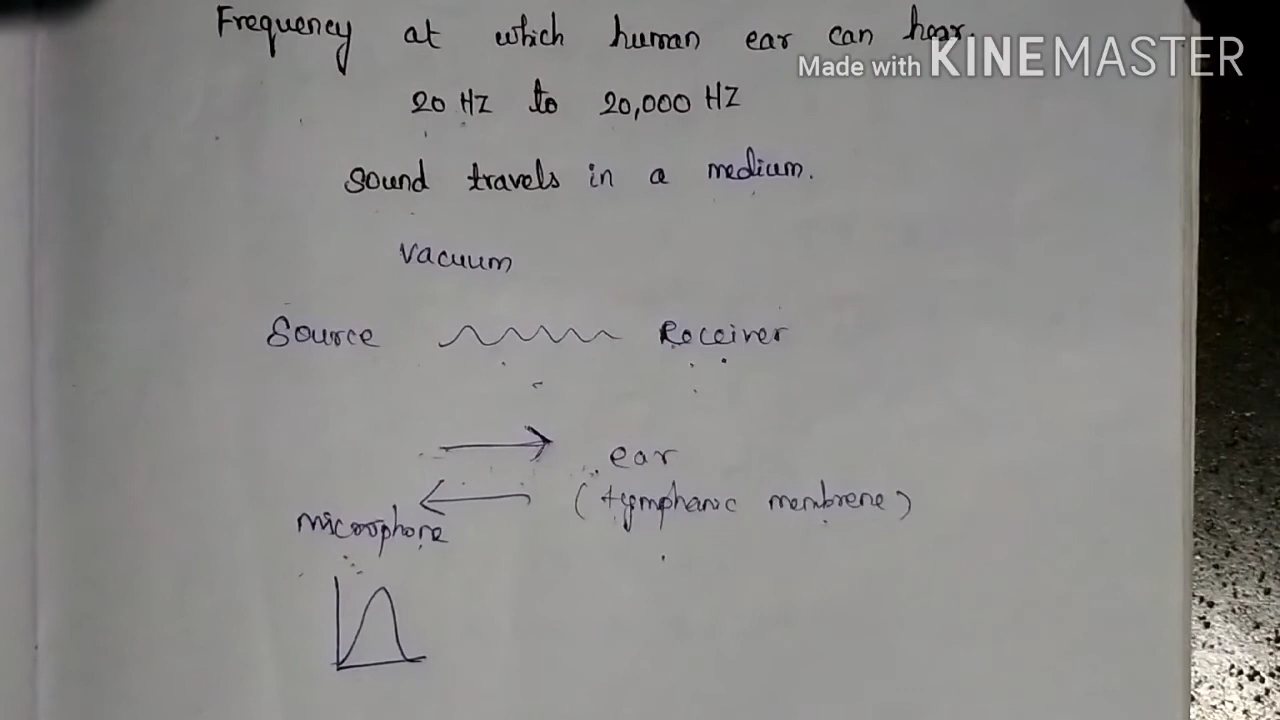 Frequency at which human ear can hear.
Made with KINEMASTER
20 HZ to 20,000 HZ
sound travels in a medium.
vacuum
Source Receiver
ear
(tymphanic membrene)
microphone